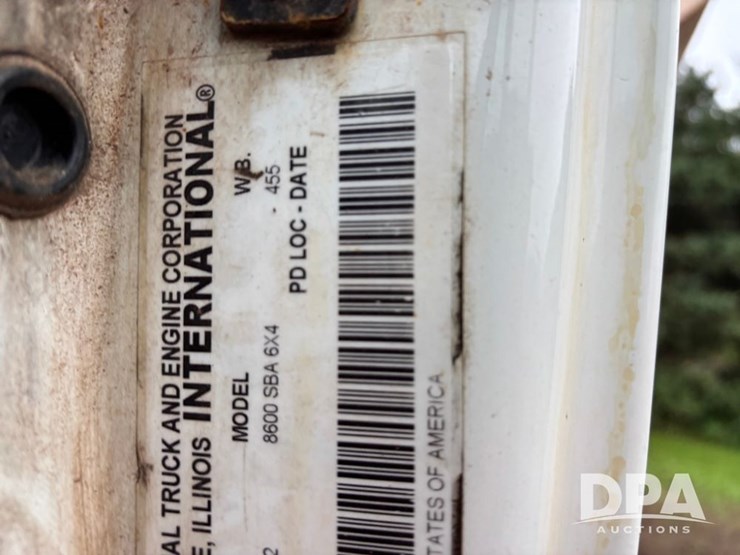 AL TRUCK AND ENGINE CORPORATION
E, ILLINOIS INTERNATIONAL®
MODEL W.B.
8600 SBA 6X4 - 455
2 PD LOC - DATE
TATES OF AMERICA
DPA
AUCTIONS